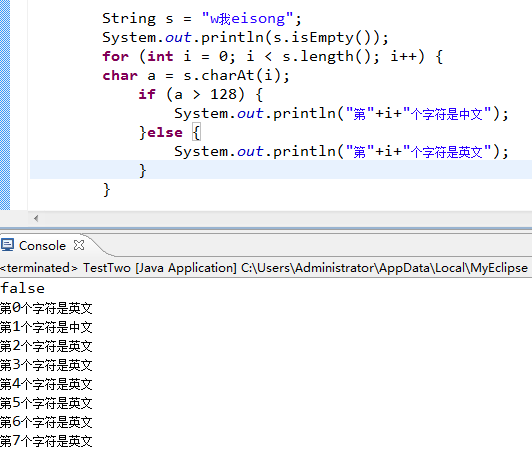 String s = "w我eisong";
System.out.println(s.isEmpty());
for (int i = 0; i < s.length(); i++) {
char a = s.charAt(i);
if (a > 128) {
System.out.println("第"+i+"个字符是中文");
}else {
System.out.println("第"+i+"个字符是英文");
}
}
Console
<terminated> TestTwo [Java Application] C:\Users\Administrator\AppData\Local\MyEclipse
false
第0个字符是英文
第1个字符是中文
第2个字符是英文
第3个字符是英文
第4个字符是英文
第5个字符是英文
第6个字符是英文
第7个字符是英文